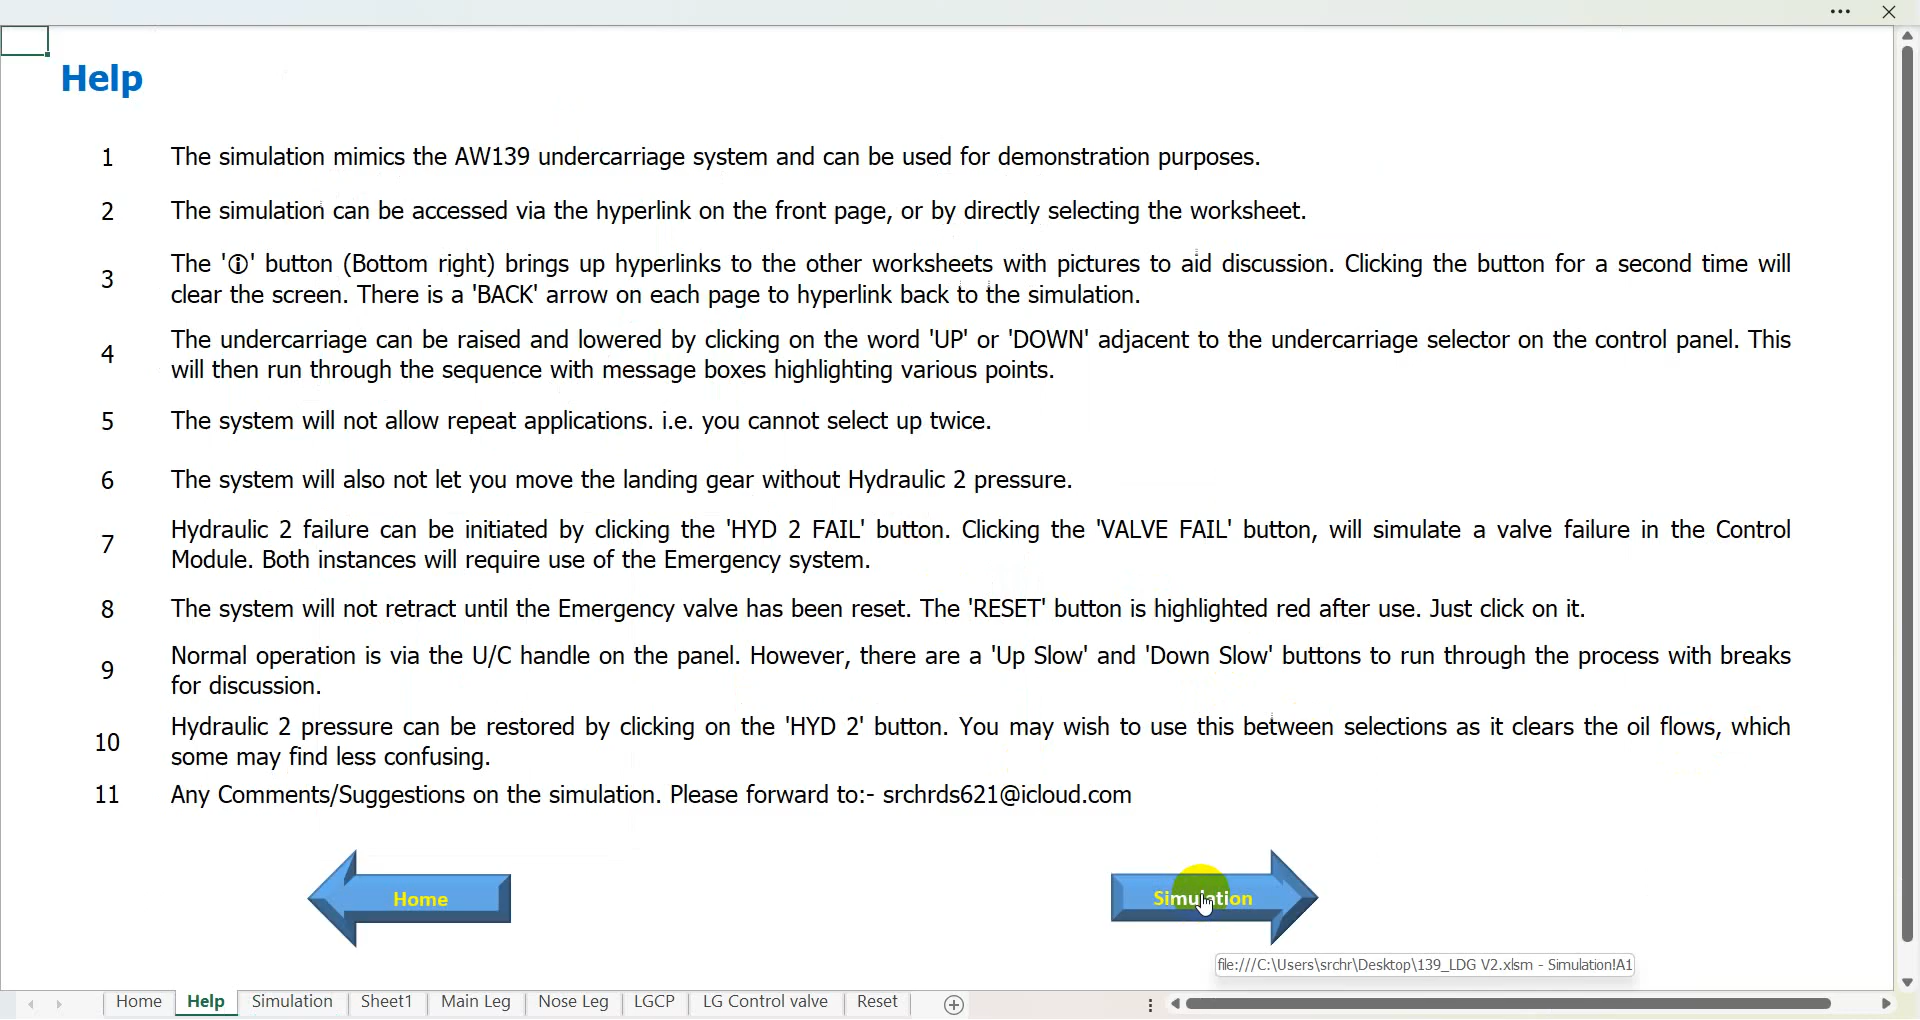 Help
1 The simulation mimics the AW139 undercarriage system and can be used for demonstration purposes.
2 The simulation can be accessed via the hyperlink on the front page, or by directly selecting the worksheet.
3 The 'ⓘ' button (Bottom right) brings up hyperlinks to the other worksheets with pictures to aid discussion. Clicking the button for a second time will
clear the screen. There is a 'BACK' arrow on each page to hyperlink back to the simulation.
4 The undercarriage can be raised and lowered by clicking on the word 'UP' or 'DOWN' adjacent to the undercarriage selector on the control panel. This
will then run through the sequence with message boxes highlighting various points.
5 The system will not allow repeat applications. i.e. you cannot select up twice.
6 The system will also not let you move the landing gear without Hydraulic 2 pressure.
7 Hydraulic 2 failure can be initiated by clicking the 'HYD 2 FAIL' button. Clicking the 'VALVE FAIL' button, will simulate a valve failure in the Control
Module. Both instances will require use of the Emergency system.
8 The system will not retract until the Emergency valve has been reset. The 'RESET' button is highlighted red after use. Just click on it.
9 Normal operation is via the U/C handle on the panel. However, there are a 'Up Slow' and 'Down Slow' buttons to run through the process with breaks
for discussion.
10 Hydraulic 2 pressure can be restored by clicking on the 'HYD 2' button. You may wish to use this between selections as it clears the oil flows, which
some may find less confusing.
11 Any Comments/Suggestions on the simulation. Please forward to:- srchrds621@icloud.com
Home Simulation
file:///C:\Users\srchr\Desktop\139_LDG V2.xlsm - Simulation!A1
Home Help Simulation Sheet1 Main Leg Nose Leg LGCP LG Control valve Reset